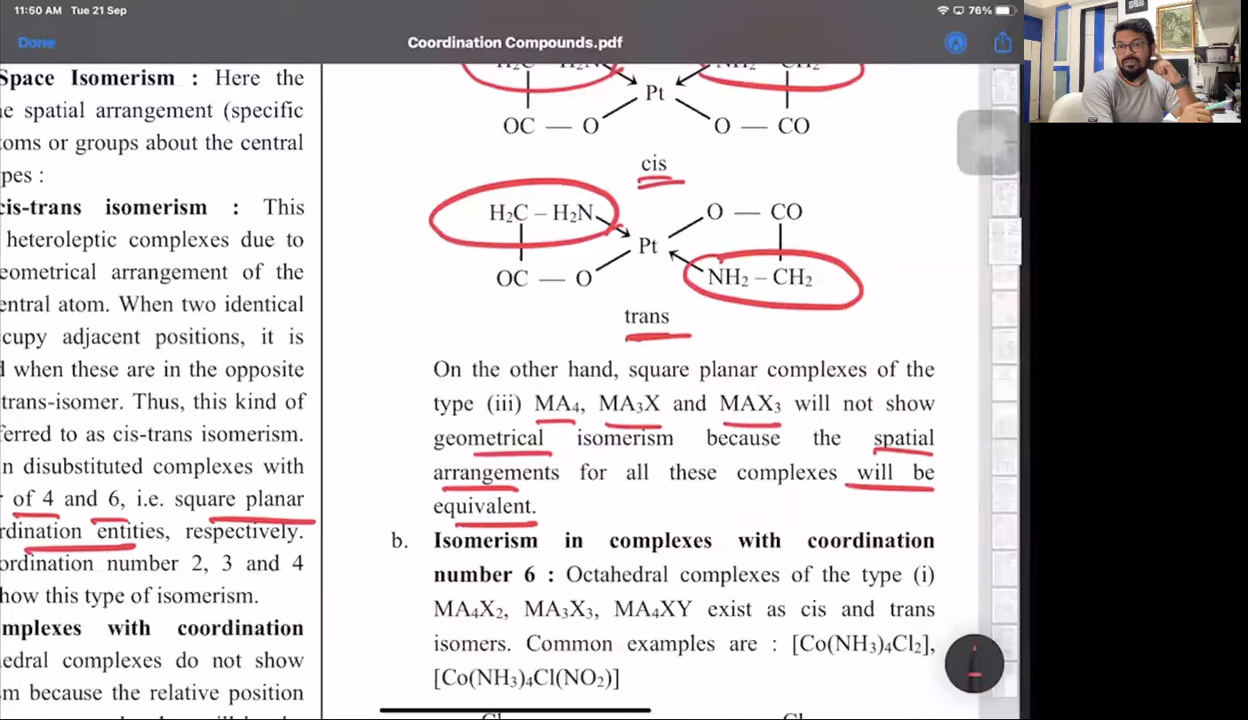 11:50 AM Tue 21 Sep
76%
Done
Coordination Compounds.pdf
Space Isomerism : Here the
spatial arrangement (specific
toms or groups about the central
pes :
cis-trans isomerism : This
heteroleptic complexes due to
eometrical arrangement of the
entral atom. When two identical
cupy adjacent positions, it is
when these are in the opposite
trans-isomer. Thus, this kind of
ferred to as cis-trans isomerism.
n disubstituted complexes with
of 4 and 6, i.e. square planar
rdination entities, respectively.
ordination number 2, 3 and 4
how this type of isomerism.
mplexes with coordination
edral complexes do not show
m because the relative position
Pt
OC — O
O — CO
cis
H₂C – H₂N
O — CO
Pt
OC — O
NH₂ – CH₂
trans
On the other hand, square planar complexes of the
type (iii) MA₄, MA₃X and MAX₃ will not show
geometrical isomerism because the spatial
arrangements for all these complexes will be
equivalent.
b. Isomerism in complexes with coordination
number 6 : Octahedral complexes of the type (i)
MA₄X₂, MA₃X₃, MA₄XY exist as cis and trans
isomers. Common examples are : [Co(NH₃)₄Cl₂],
[Co(NH₃)₄Cl(NO₂)]